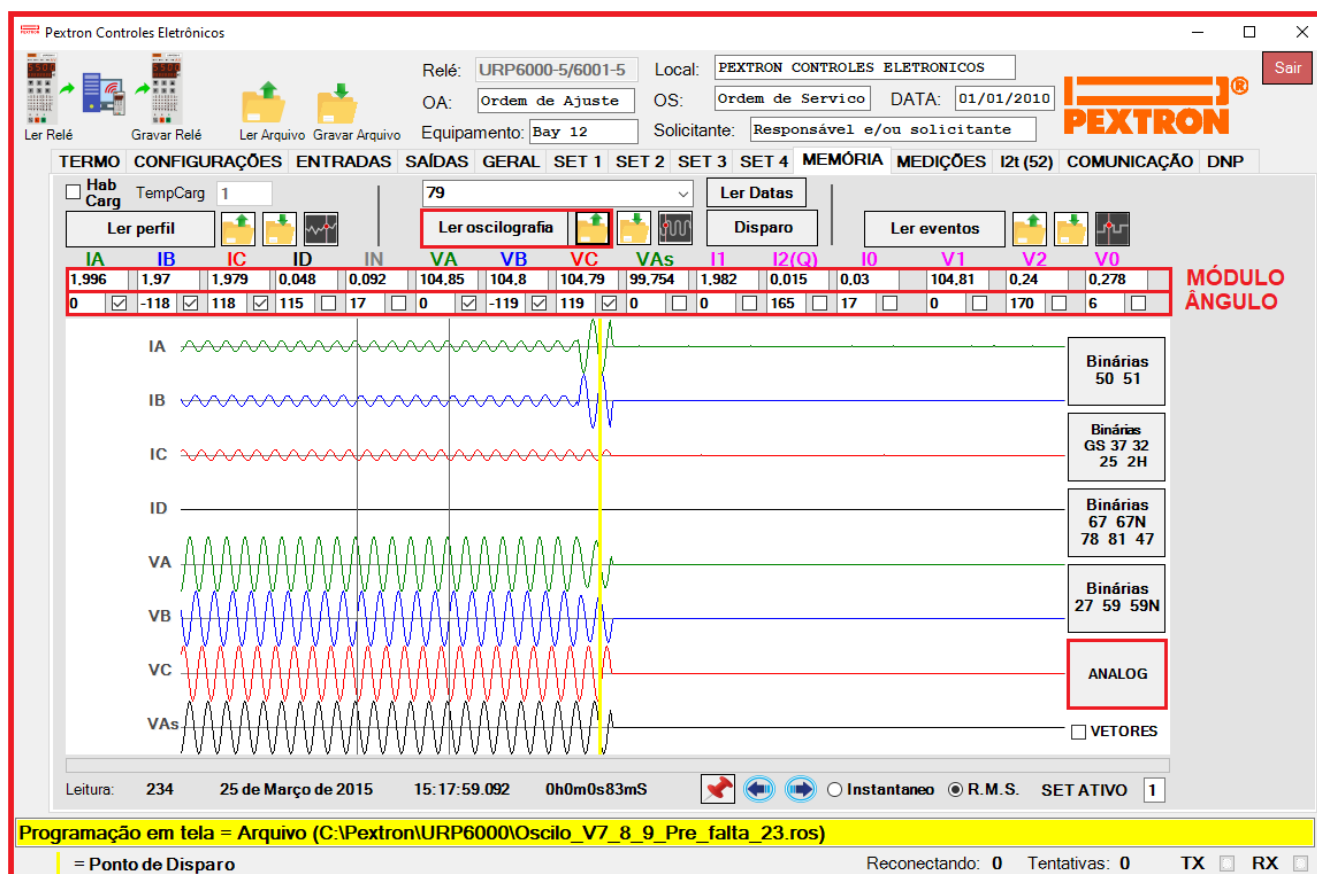 Pextron Controles Eletrônicos
Sair
Relé: URP6000-5/6001-5 Local: PEXTRON CONTROLES ELETRONICOS
OA: Ordem de Ajuste OS: Ordem de Servico DATA: 01/01/2010
PEXTRON®
Ler Relé Gravar Relé Ler Arquivo Gravar Arquivo Equipamento: Bay 12 Solicitante: Responsável e/ou solicitante
TERMO CONFIGURAÇÕES ENTRADAS SAÍDAS GERAL SET 1 SET 2 SET 3 SET 4 MEMÓRIA MEDIÇÕES I2t (52) COMUNICAÇÃO DNP
Hab Carg TempCarg 1 79 Ler Datas
Ler perfil Ler oscilografia Disparo Ler eventos
IA IB IC ID IN VA VB VC VAs I1 I2(Q) I0 V1 V2 V0
1,996 1,97 1,979 0,048 0,092 104,85 104,8 104,79 99,754 1,982 0,015 0,03 104,81 0,24 0,278 MÓDULO
0 -118 118 115 17 0 -119 119 0 0 165 17 0 170 6 ÂNGULO
IA
Binárias
50 51
IB
Binárias
GS 37 32
25 2H
IC
ID
Binárias
67 67N
78 81 47
VA
Binárias
27 59 59N
VB
VC
ANALOG
VAs
VETORES
Leitura: 234 25 de Março de 2015 15:17:59.092 0h0m0s83mS Instantaneo R.M.S. SET ATIVO 1
Programação em tela = Arquivo (C:\Pextron\URP6000\Oscilo_V7_8_9_Pre_falta_23.ros)
= Ponto de Disparo Reconectando: 0 Tentativas: 0 TX RX